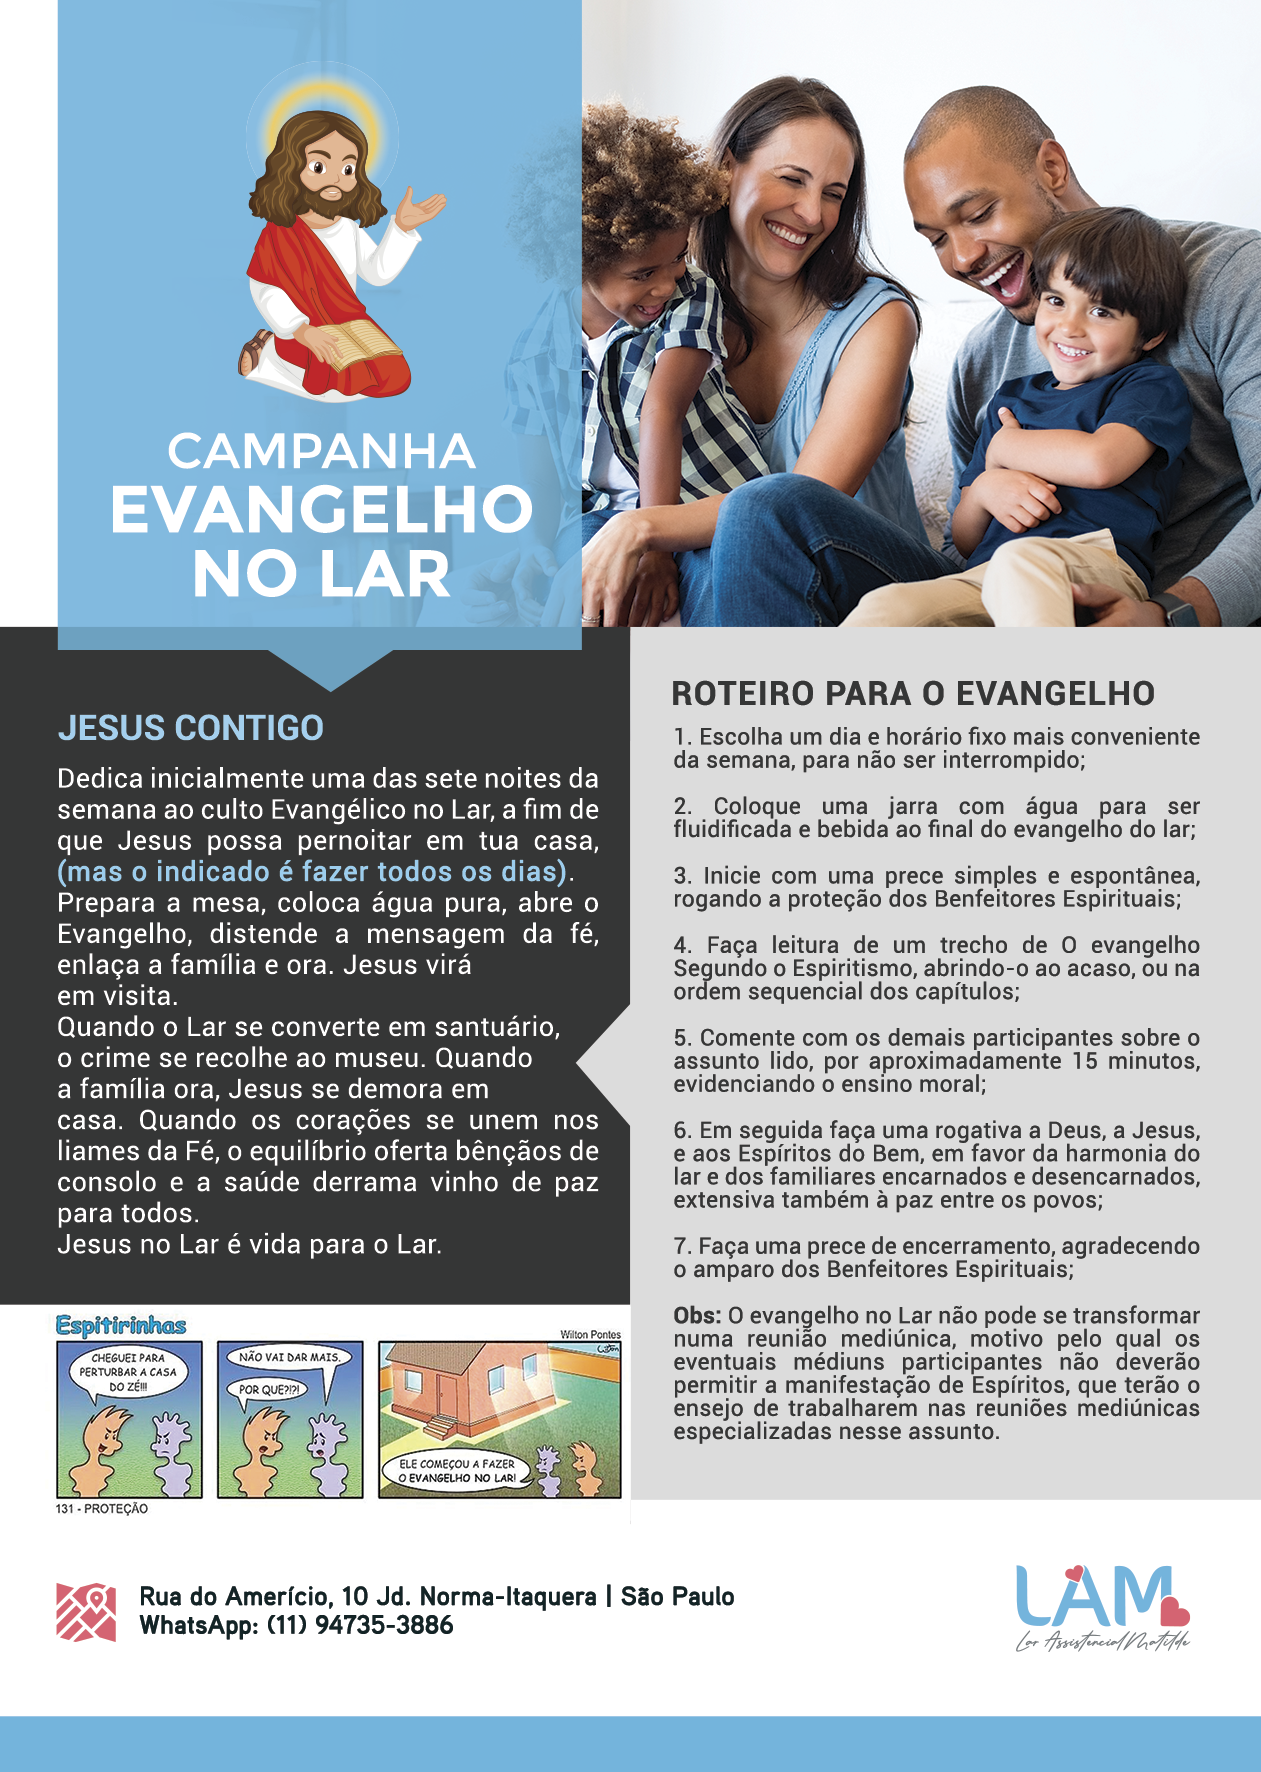 CAMPANHA
EVANGELHO
NO LAR
JESUS CONTIGO
Dedica inicialmente uma das sete noites da
semana ao culto Evangélico no Lar, a fim de
que Jesus possa pernoitar em tua casa,
(mas o indicado é fazer todos os dias).
Prepara a mesa, coloca água pura, abre o
Evangelho, distende a mensagem da fé,
enlaça a família e ora. Jesus virá
em visita.
Quando o Lar se converte em santuário,
o crime se recolhe ao museu. Quando
a família ora, Jesus se demora em
casa. Quando os corações se unem nos
liames da Fé, o equilíbrio oferta bênçãos de
consolo e a saúde derrama vinho de paz
para todos.
Jesus no Lar é vida para o Lar.
ROTEIRO PARA O EVANGELHO
1. Escolha um dia e horário fixo mais conveniente
da semana, para não ser interrompido;
2. Coloque uma jarra com água para ser
fluidificada e bebida ao final do evangelho do lar;
3. Inicie com uma prece simples e espontânea,
rogando a proteção dos Benfeitores Espirituais;
4. Faça leitura de um trecho de O evangelho
Segundo o Espiritismo, abrindo-o ao acaso, ou na
ordem sequencial dos capítulos;
5. Comente com os demais participantes sobre o
assunto lido, por aproximadamente 15 minutos,
evidenciando o ensino moral;
6. Em seguida faça uma rogativa a Deus, a Jesus,
e aos Espíritos do Bem, em favor da harmonia do
lar e dos familiares encarnados e desencarnados,
extensiva também à paz entre os povos;
7. Faça uma prece de encerramento, agradecendo
o amparo dos Benfeitores Espirituais;
Obs: O evangelho no Lar não pode se transformar
numa reunião mediúnica, motivo pelo qual os
eventuais médiuns participantes não deverão
permitir a manifestação de Espíritos, que terão o
ensejo de trabalharem nas reuniões mediúnicas
especializadas nesse assunto.
Espitirinhas
Wilton Pontes
CHEGUEI PARA
PERTURBAR A CASA
DO ZÉ!!!
NÃO VAI DAR MAIS.
POR QUE?!?!
ELE COMEÇOU A FAZER
O EVANGELHO NO LAR!
131 - PROTEÇÃO
Rua do Amerício, 10 Jd. Norma-Itaquera | São Paulo
WhatsApp: (11) 94735-3886
LAM
Lar Assistencial Matilde